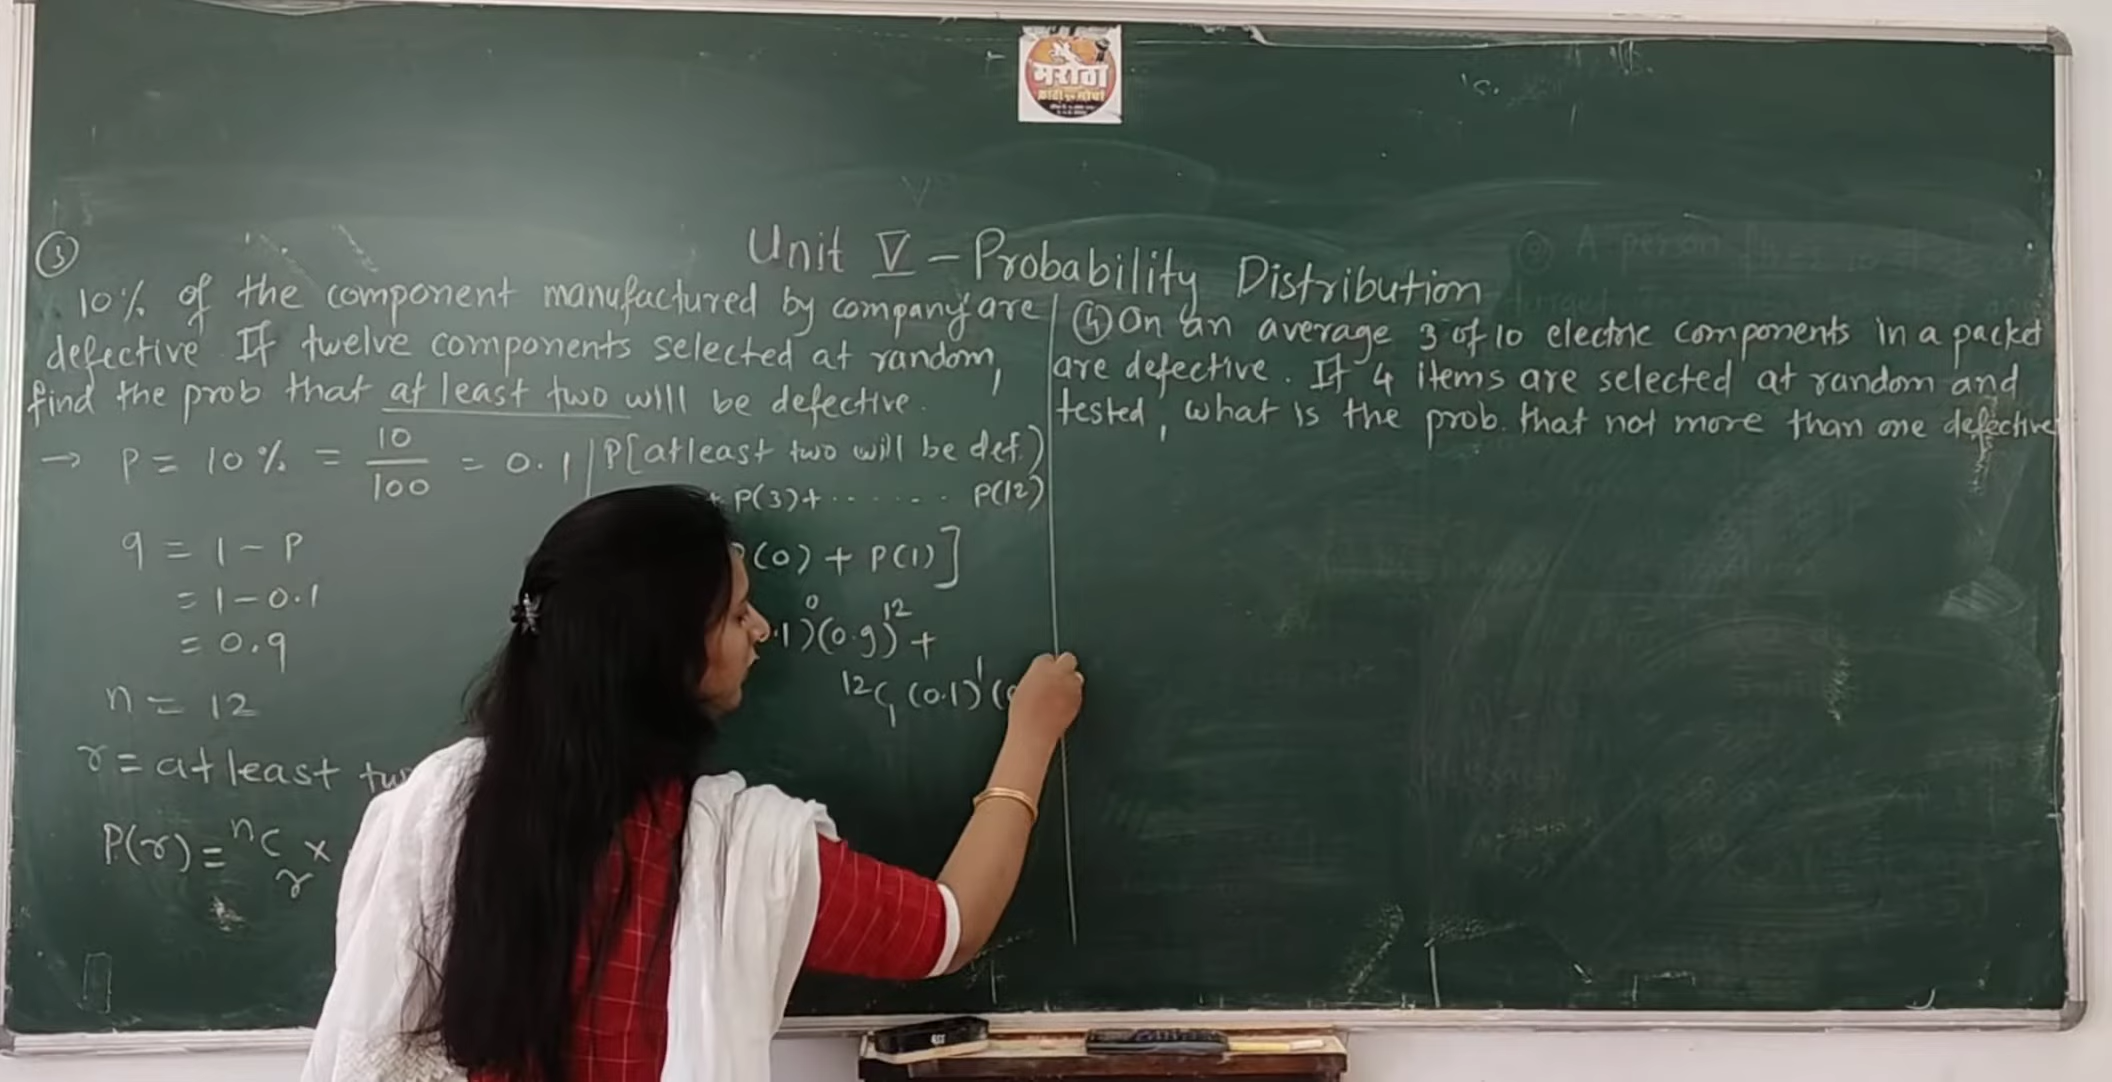 मराठा
Unit V - Probability Distribution
③
10% of the component manufactured by company are
defective If twelve components selected at random,
find the prob that at least two will be defective.
→ P = 10% = 10/100 = 0.1
q = 1 - P
= 1 - 0.1
= 0.9
n = 12
r = at least
P(r) = ⁿCᵣ ×
P[atleast two will be def.)
+ P(3) + ...... P(12)
P(0) + P(1)]
.1)⁰(0.9)¹² +
¹²C₁ (0.1)¹ (
④ On an average 3 of 10 electric components in a packet
are defective. If 4 items are selected at random and
tested, what is the prob. that not more than one defective